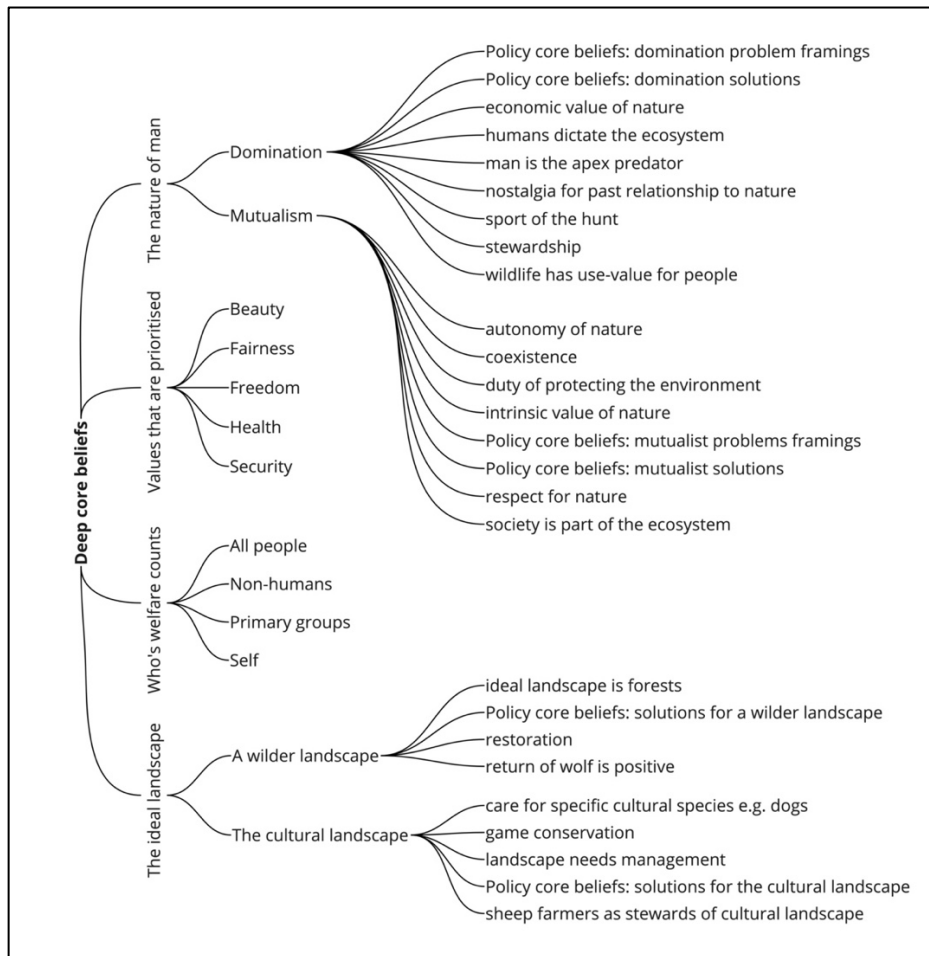 Deep core beliefs
The nature of man
Domination
Policy core beliefs: domination problem framings
Policy core beliefs: domination solutions
economic value of nature
humans dictate the ecosystem
man is the apex predator
nostalgia for past relationship to nature
sport of the hunt
stewardship
wildlife has use-value for people
Mutualism
autonomy of nature
coexistence
duty of protecting the environment
intrinsic value of nature
Policy core beliefs: mutualist problems framings
Policy core beliefs: mutualist solutions
respect for nature
society is part of the ecosystem
Values that are prioritised
Beauty
Fairness
Freedom
Health
Security
Who's welfare counts
All people
Non-humans
Primary groups
Self
The ideal landscape
A wilder landscape
ideal landscape is forests
Policy core beliefs: solutions for a wilder landscape
restoration
return of wolf is positive
The cultural landscape
care for specific cultural species e.g. dogs
game conservation
landscape needs management
Policy core beliefs: solutions for the cultural landscape
sheep farmers as stewards of cultural landscape